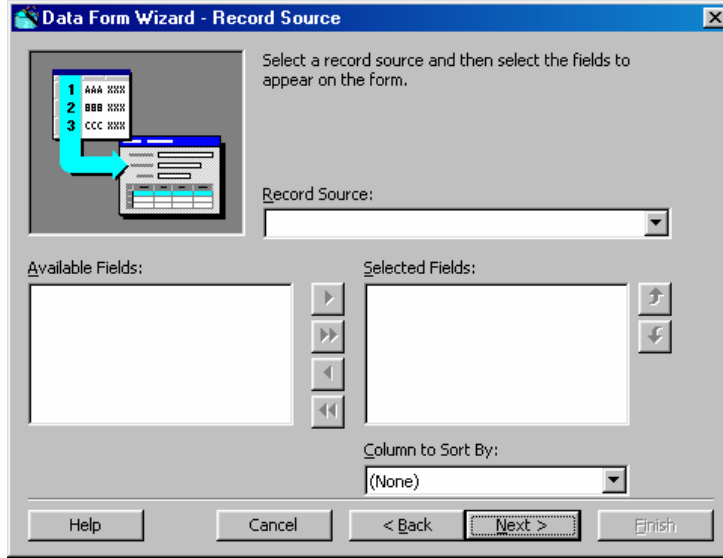 Data Form Wizard - Record Source
Select a record source and then select the fields to
appear on the form.
1 AAA XXX
2 BBB XXX
3 CCC XXX
Record Source:
Available Fields:
Selected Fields:
Column to Sort By:
(None)
Help
Cancel
< Back
Next >
Finish